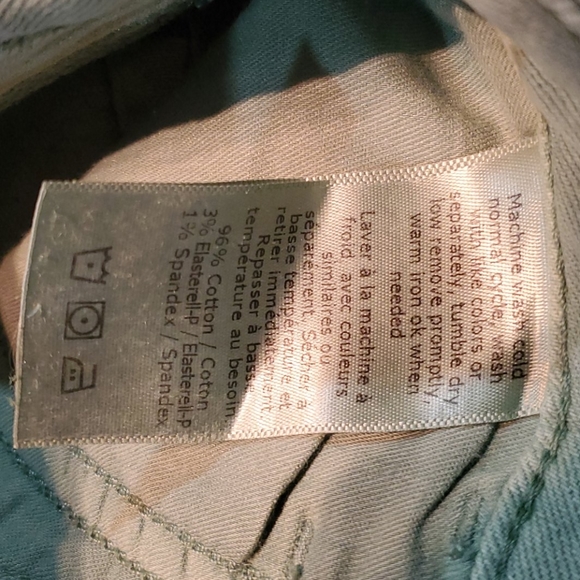 Machine wash cold
normal cycle, wash
with like colors or
separately, tumble dry
low remove promptly,
warm iron ok when
needed
Laver à la machine à
froid avec couleurs
similaires ou
séparément. Sécher à
basse température et
retirer immédiatement.
Repasser à basse
température au besoin
96% Cotton / Coton
3% Elasterell-P / Elasterell-P
1% Spandex / Spandex